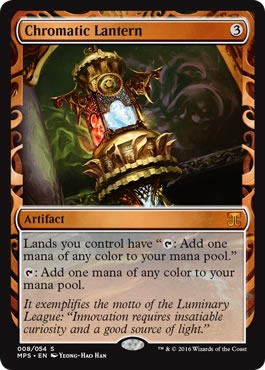 Chromatic Lantern 3
Artifact
Lands you control have “T: Add one
mana of any color to your mana pool.”
T: Add one mana of any color to your
mana pool.
It exemplifies the motto of the Luminary
League: “Innovation requires insatiable
curiosity and a good source of light.”
008/054 S
MPS • EN Yeong-Hao Han
™ & © 2016 Wizards of the Coast